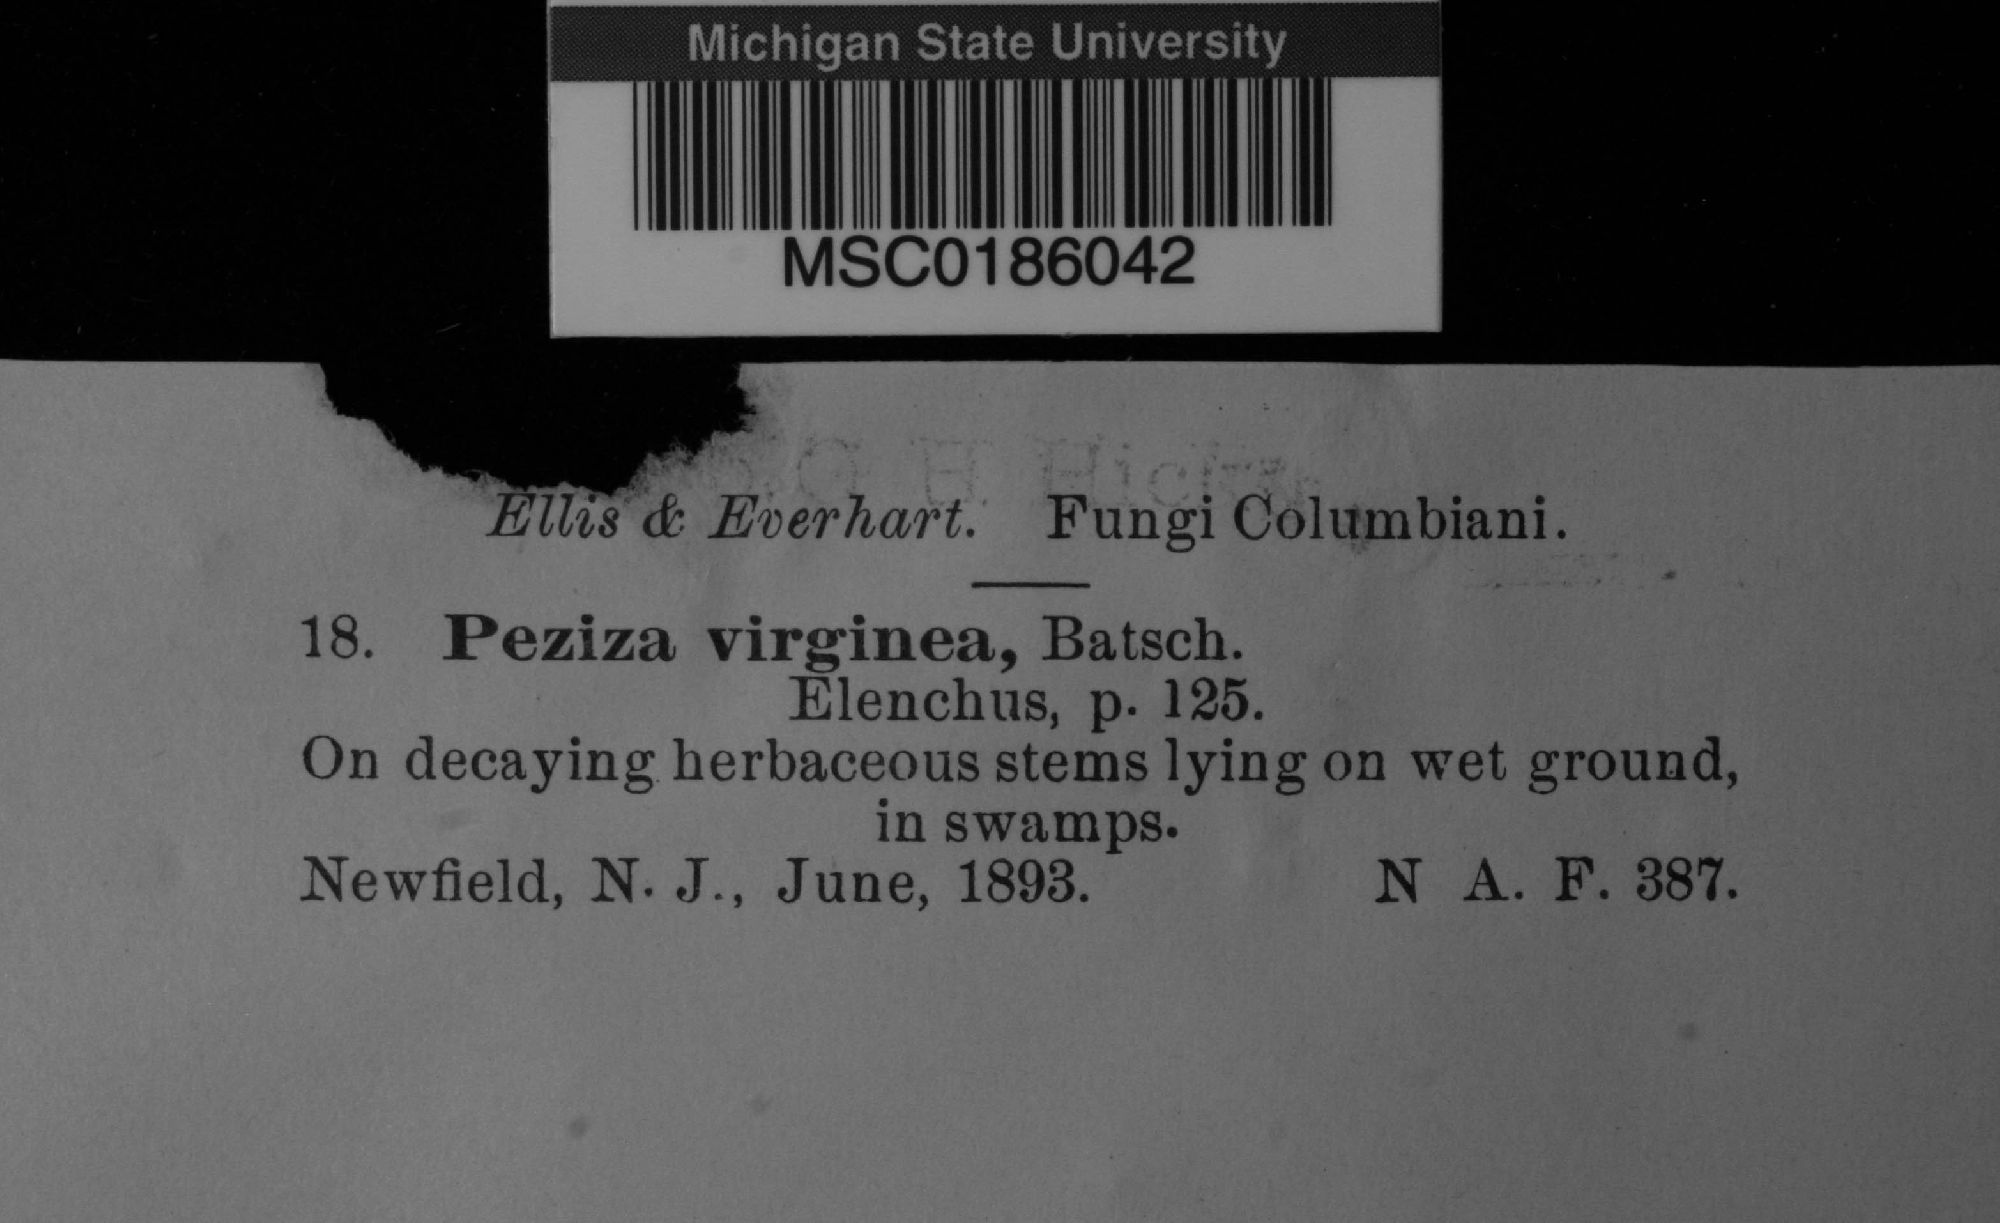 Michigan State University
MSC0186042
G H Hicks
Ellis & Everhart. Fungi Columbiani.
18. Peziza virginea, Batsch.
Elenchus, p. 125.
On decaying herbaceous stems lying on wet ground,
in swamps.
Newfield, N. J., June, 1893. N A. F. 387.